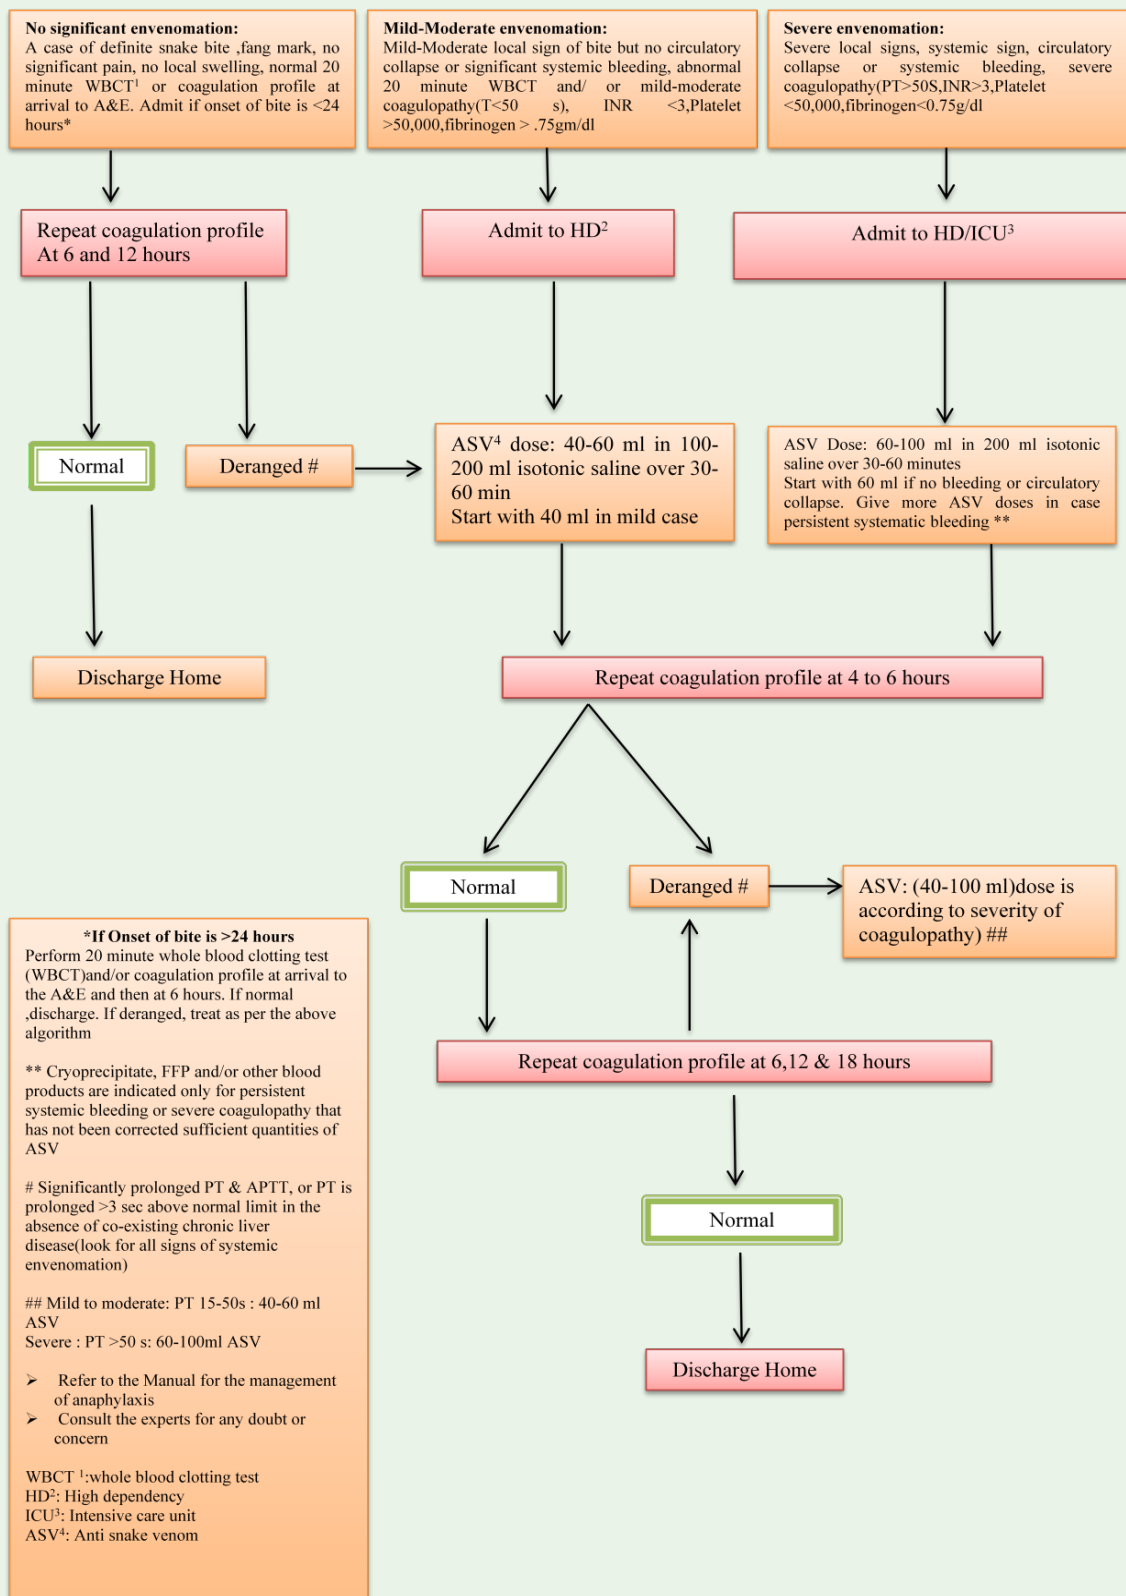 No significant envenomation:
A case of definite snake bite ,fang mark, no
significant pain, no local swelling, normal 20
minute WBCT¹ or coagulation profile at
arrival to A&E. Admit if onset of bite is <24
hours*
Mild-Moderate envenomation:
Mild-Moderate local sign of bite but no circulatory
collapse or significant systemic bleeding, abnormal
20 minute WBCT and/ or mild-moderate
coagulopathy(T<50 s), INR <3,Platelet
>50,000,fibrinogen > .75gm/dl
Severe envenomation:
Severe local signs, systemic sign, circulatory
collapse or systemic bleeding, severe
coagulopathy(PT>50S,INR>3,Platelet
<50,000,fibrinogen<0.75g/dl
Repeat coagulation profile
At 6 and 12 hours
Admit to HD²
Admit to HD/ICU³
Normal
Deranged #
ASV⁴ dose: 40-60 ml in 100-
200 ml isotonic saline over 30-
60 min
Start with 40 ml in mild case
ASV Dose: 60-100 ml in 200 ml isotonic
saline over 30-60 minutes
Start with 60 ml if no bleeding or circulatory
collapse. Give more ASV doses in case
persistent systematic bleeding **
Discharge Home
Repeat coagulation profile at 4 to 6 hours
Normal
Deranged #
ASV: (40-100 ml)dose is
according to severity of
coagulopathy) ##
Repeat coagulation profile at 6,12 & 18 hours
Normal
Discharge Home
*If Onset of bite is >24 hours
Perform 20 minute whole blood clotting test
(WBCT)and/or coagulation profile at arrival to
the A&E and then at 6 hours. If normal
,discharge. If deranged, treat as per the above
algorithm
** Cryoprecipitate, FFP and/or other blood
products are indicated only for persistent
systemic bleeding or severe coagulopathy that
has not been corrected sufficient quantities of
ASV
# Significantly prolonged PT & APTT, or PT is
prolonged >3 sec above normal limit in the
absence of co-existing chronic liver
disease(look for all signs of systemic
envenomation)
## Mild to moderate: PT 15-50s : 40-60 ml
ASV
Severe : PT >50 s: 60-100ml ASV
➢ Refer to the Manual for the management
of anaphylaxis
➢ Consult the experts for any doubt or
concern
WBCT ¹:whole blood clotting test
HD²: High dependency
ICU³: Intensive care unit
ASV⁴: Anti snake venom